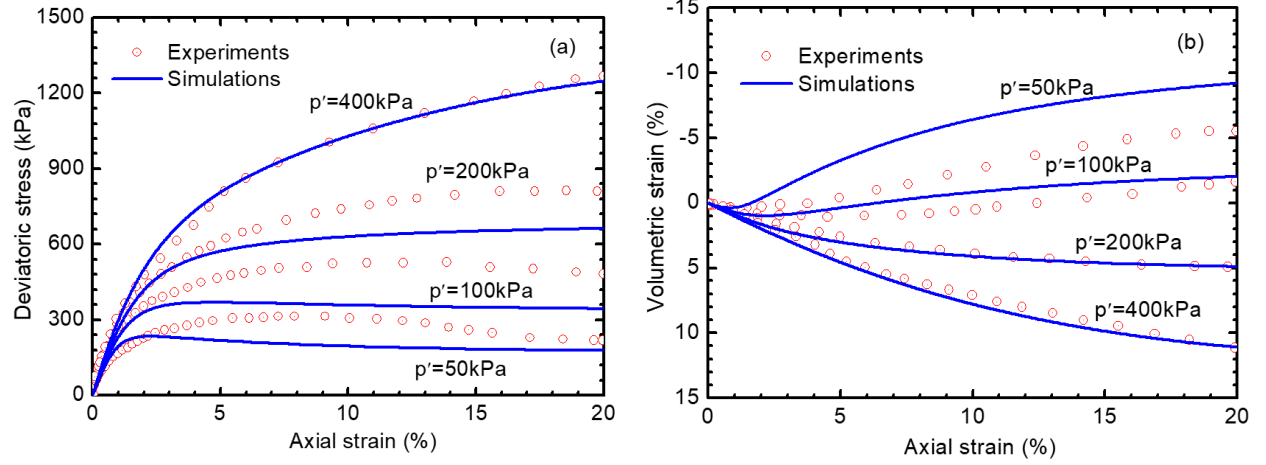 1500
1200
900
600
300
0
0
5
10
15
20
Deviatoric stress (kPa)
Axial strain (%)
Experiments
Simulations
(a)
p'=400kPa
p'=200kPa
p'=100kPa
p'=50kPa
-15
-10
-5
0
5
10
15
0
5
10
15
20
Volumetric strain (%)
Axial strain (%)
Experiments
Simulations
(b)
p'=50kPa
p'=100kPa
p'=200kPa
p'=400kPa